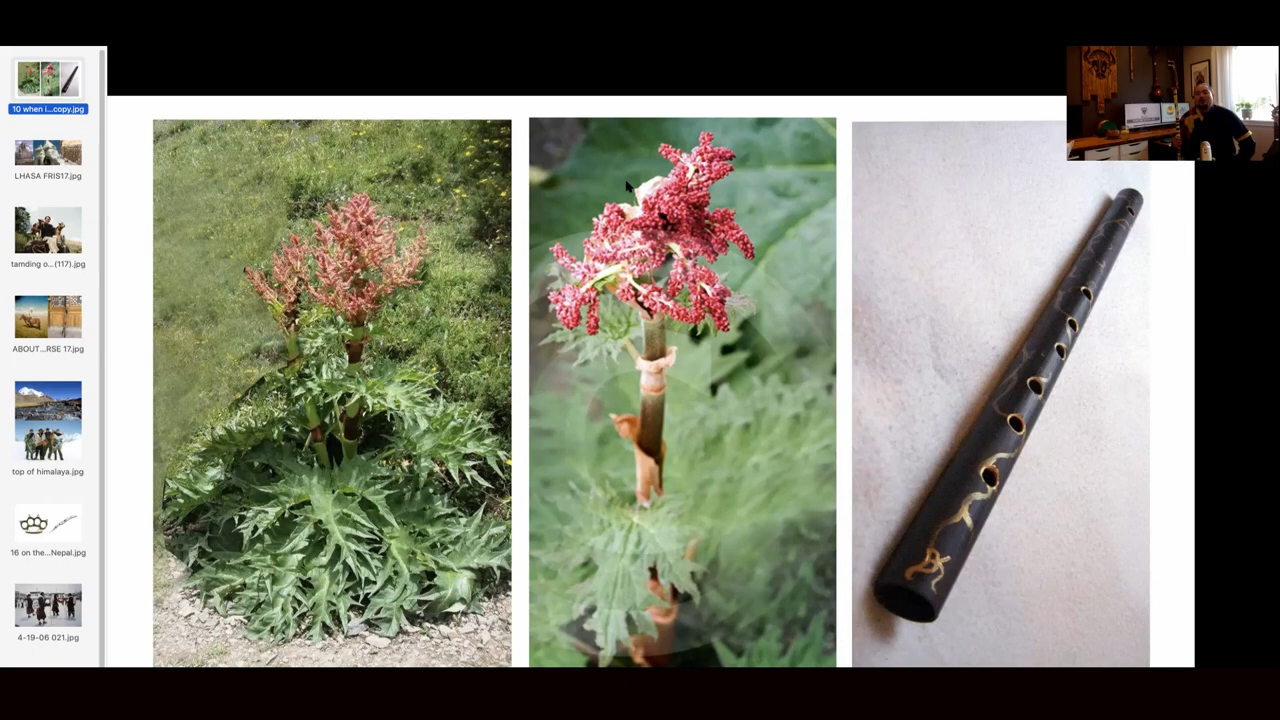 10 when i...copy.jpg
LHASA FRIS17.jpg
tamding o...(117).jpg
ABOUT...RSE 17.jpg
top of himalaya.jpg
16 on the...Nepal.jpg
4-19-06 021.jpg